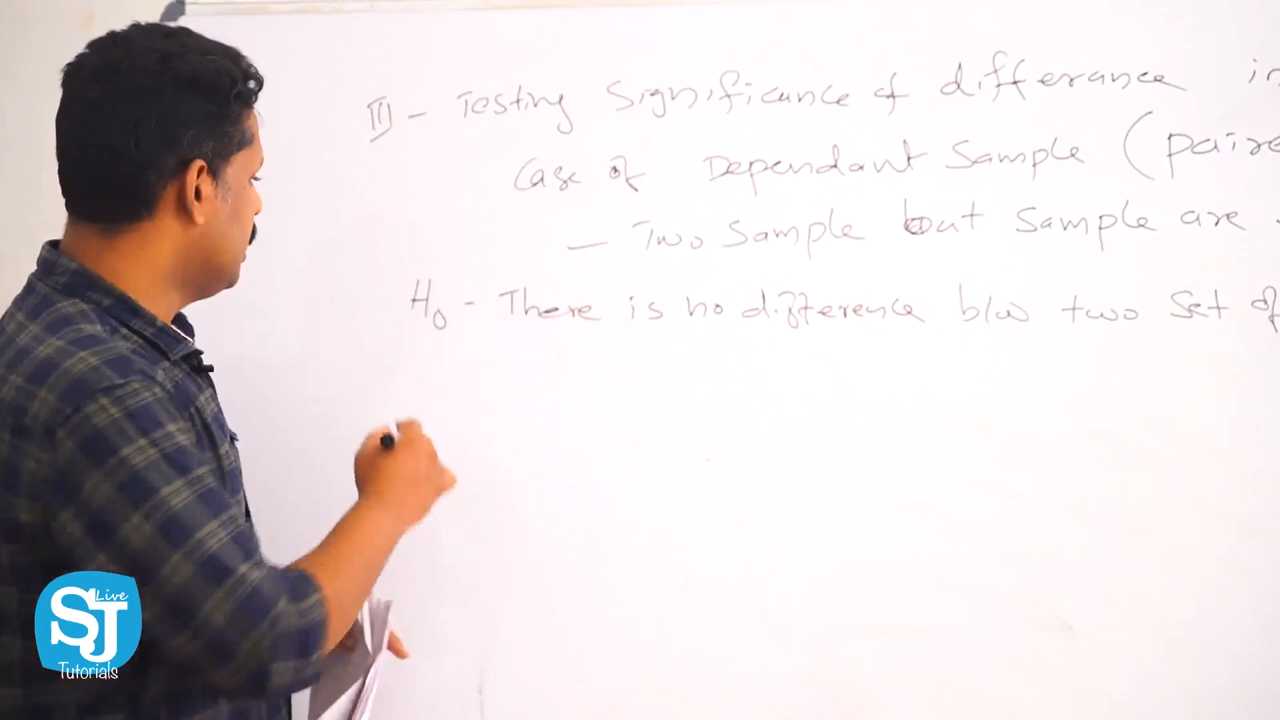 III - Testing Significance of differance in
Case of Dependant Sample (paire
- Two Sample but Sample are
H0 - There is no difference b/w two Set of
SJ Live
Tutorials